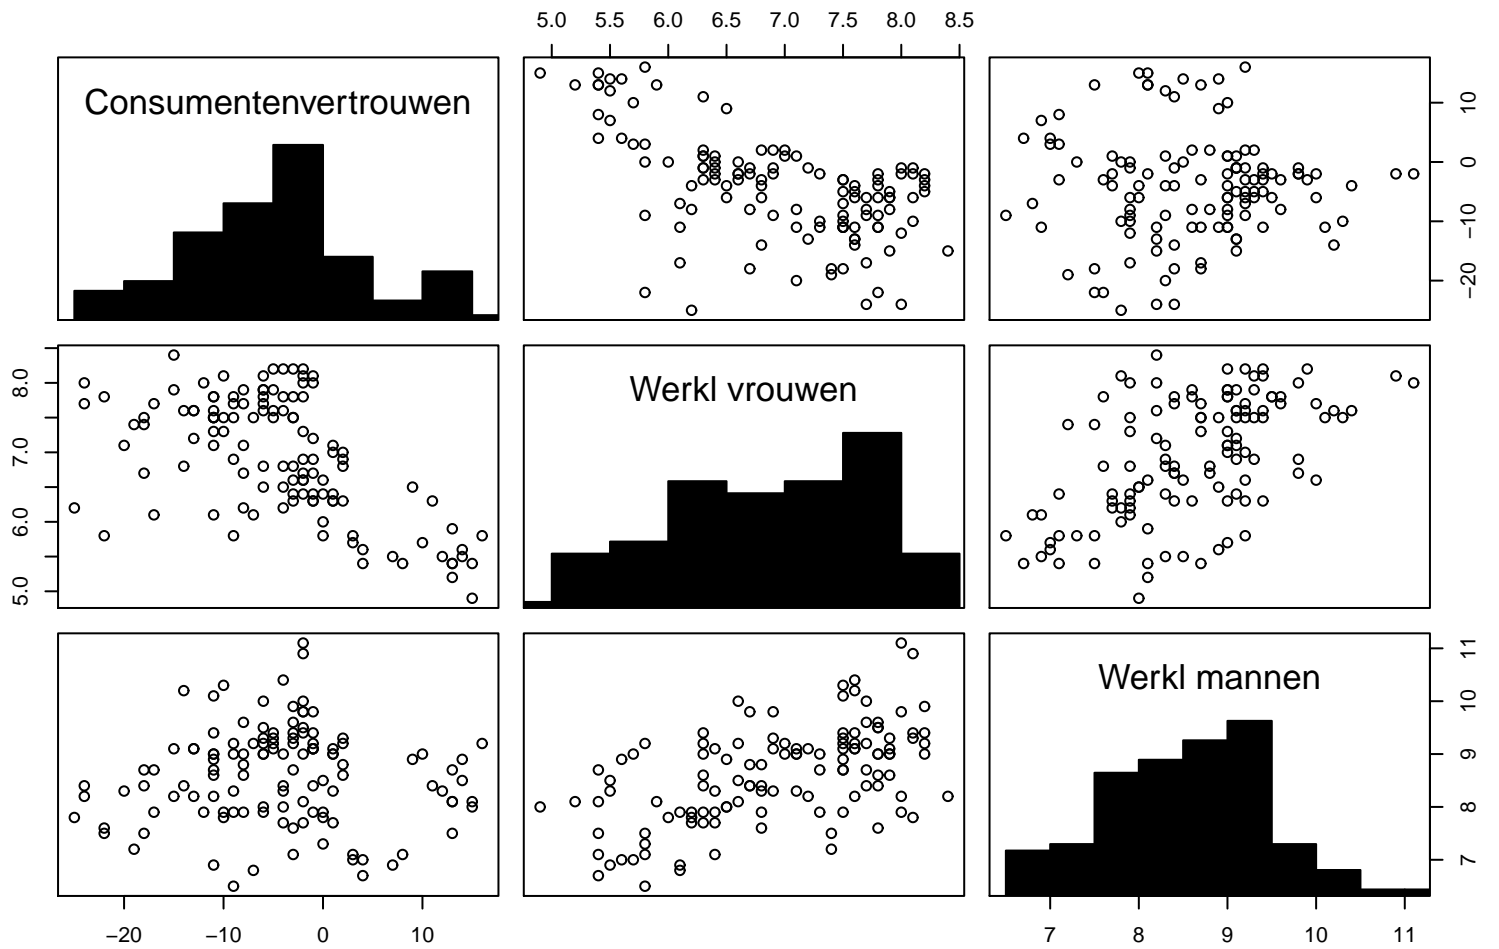 5.0 5.5 6.0 6.5 7.0 7.5 8.0 8.5
Consumentenvertrouwen
−20 −10 0 10
5.0 6.0 7.0 8.0
Werkl vrouwen
Werkl mannen
7 8 9 10 11
−20 −10 0 10
7 8 9 10 11